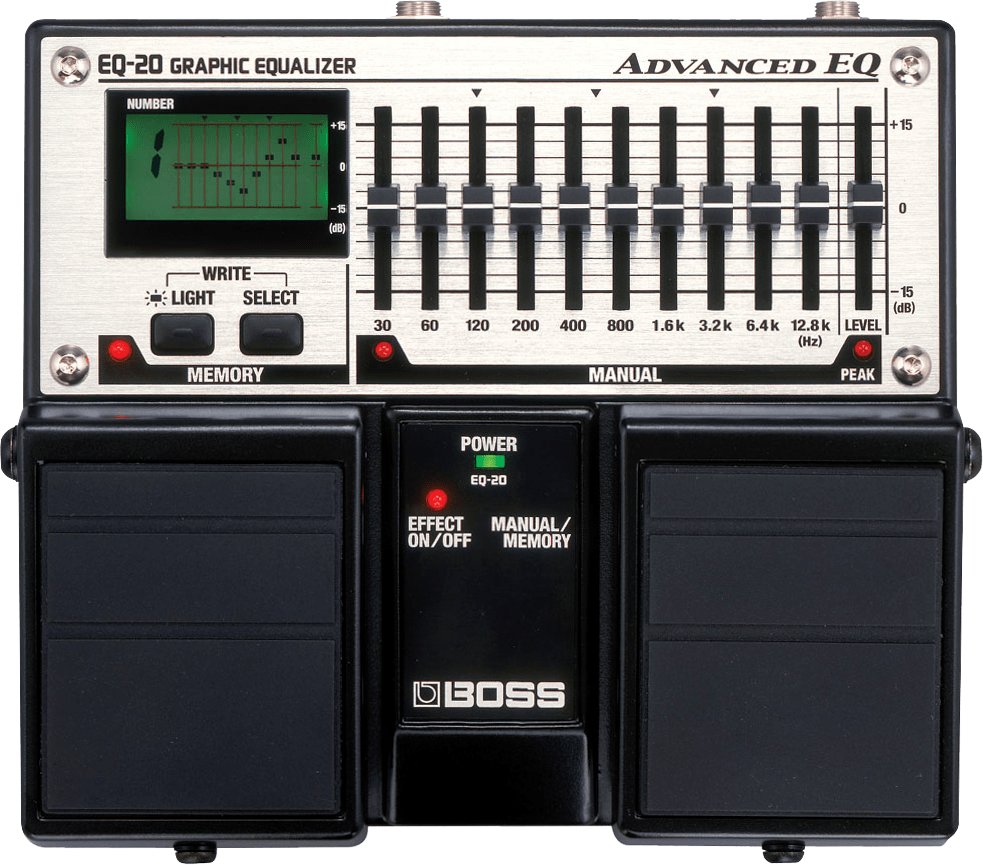 EQ-20 GRAPHIC EQUALIZER
ADVANCED EQ
NUMBER
1
+15
0
-15
(dB)
+15
0
-15
(dB)
WRITE
LIGHT SELECT
30 60 120 200 400 800 1.6k 3.2k 6.4k 12.8k LEVEL
(Hz)
MEMORY
MANUAL
PEAK
POWER
EQ-20
EFFECT
ON/OFF
MANUAL/
MEMORY
BOSS